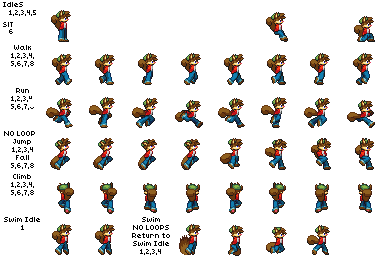 IdleS
1,2,3,4,5
SIT
6
Walk
1,2,3,4,
5,6,7,8
Run
1,2,3,
5,6,7,
NO LOOP
Jump
1,2,3,4
Fall
5,6,7,8
Climb
1,2,3,4,
5,6,7,8
Swim Idle
1
Swim
NO LOOPS
Return to
Swim Idle
1,2,3,4